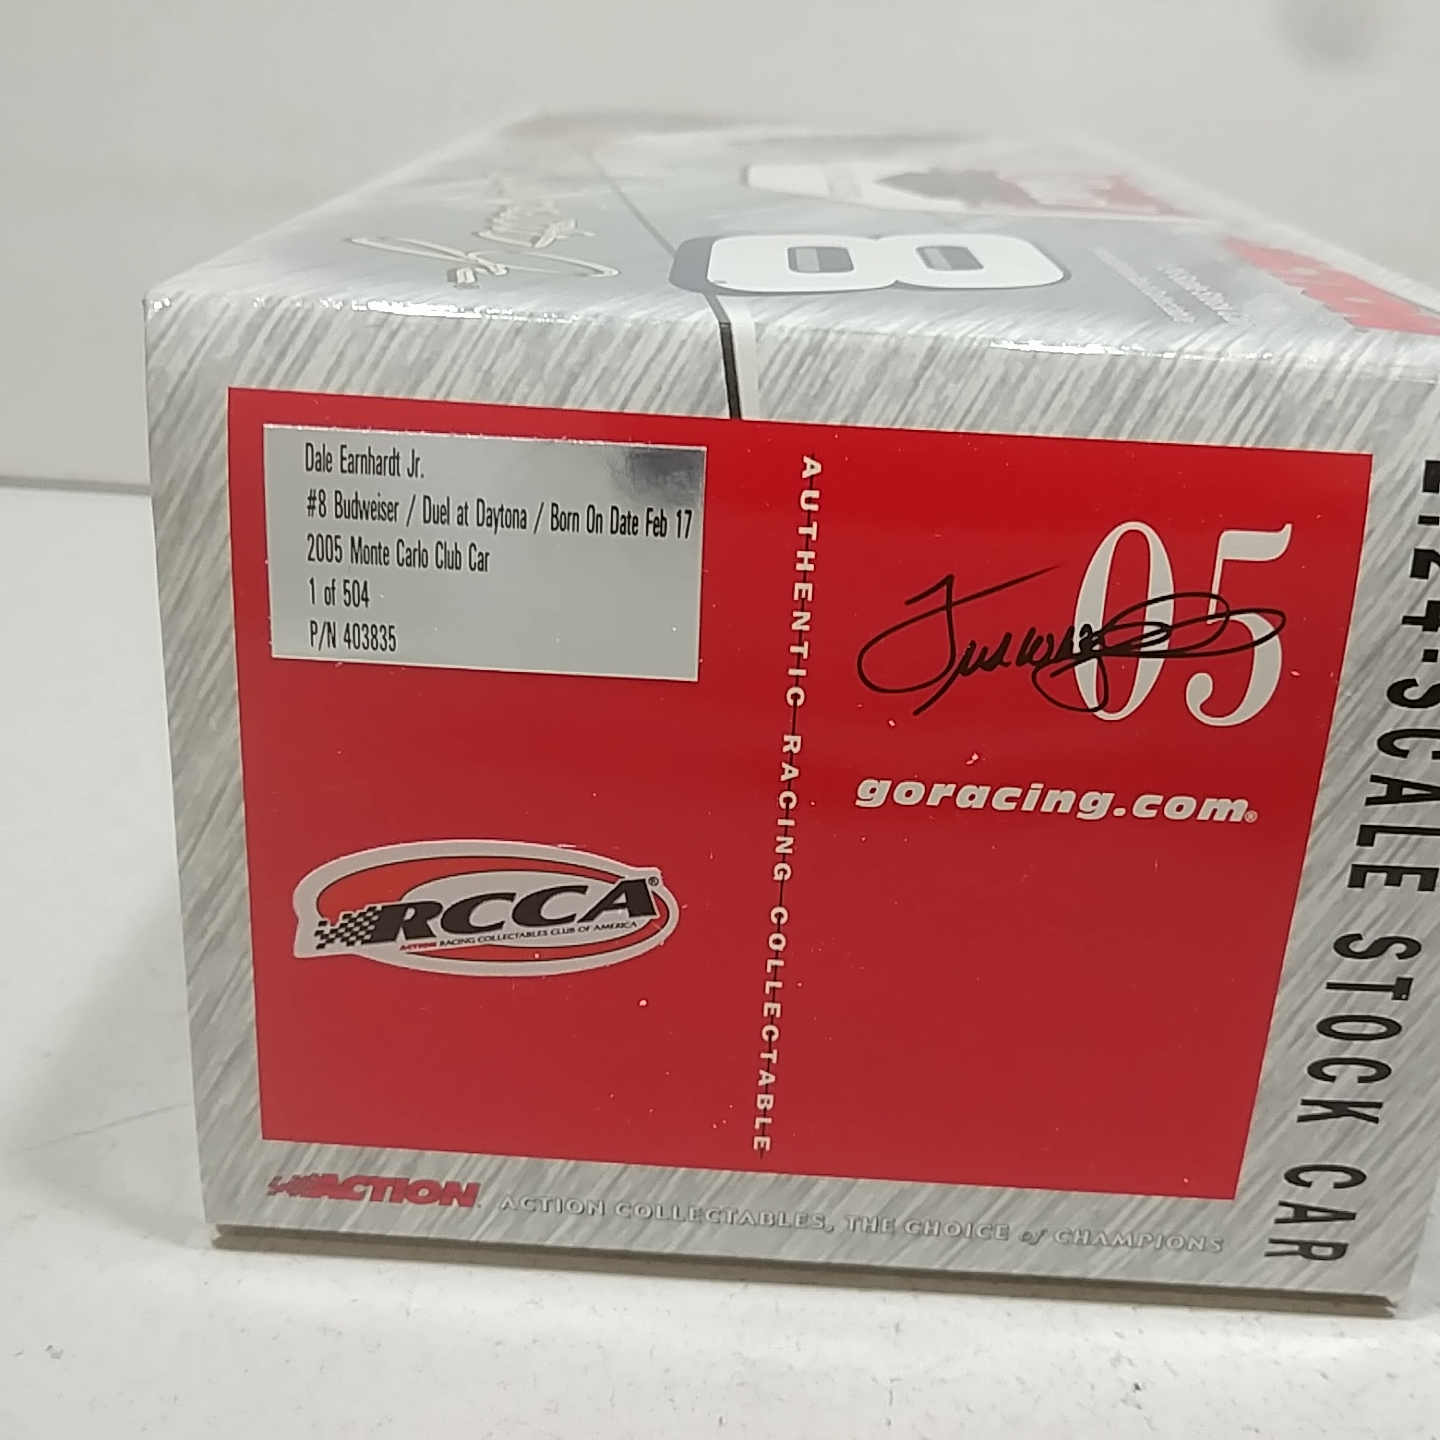 8
Dale Earnhardt Jr.
#8 Budweiser / Duel at Daytona / Born On Date Feb 17
2005 Monte Carlo Club Car
1 of 504
P/N 403835
AUTHENTIC RACING COLLECTABLE
05
goracing.com®
RCCA®
ACTION RACING COLLECTABLES CLUB OF AMERICA
ACTION
ACTION COLLECTABLES, THE CHOICE of CHAMPIONS
1:24-SCALE STOCK CAR